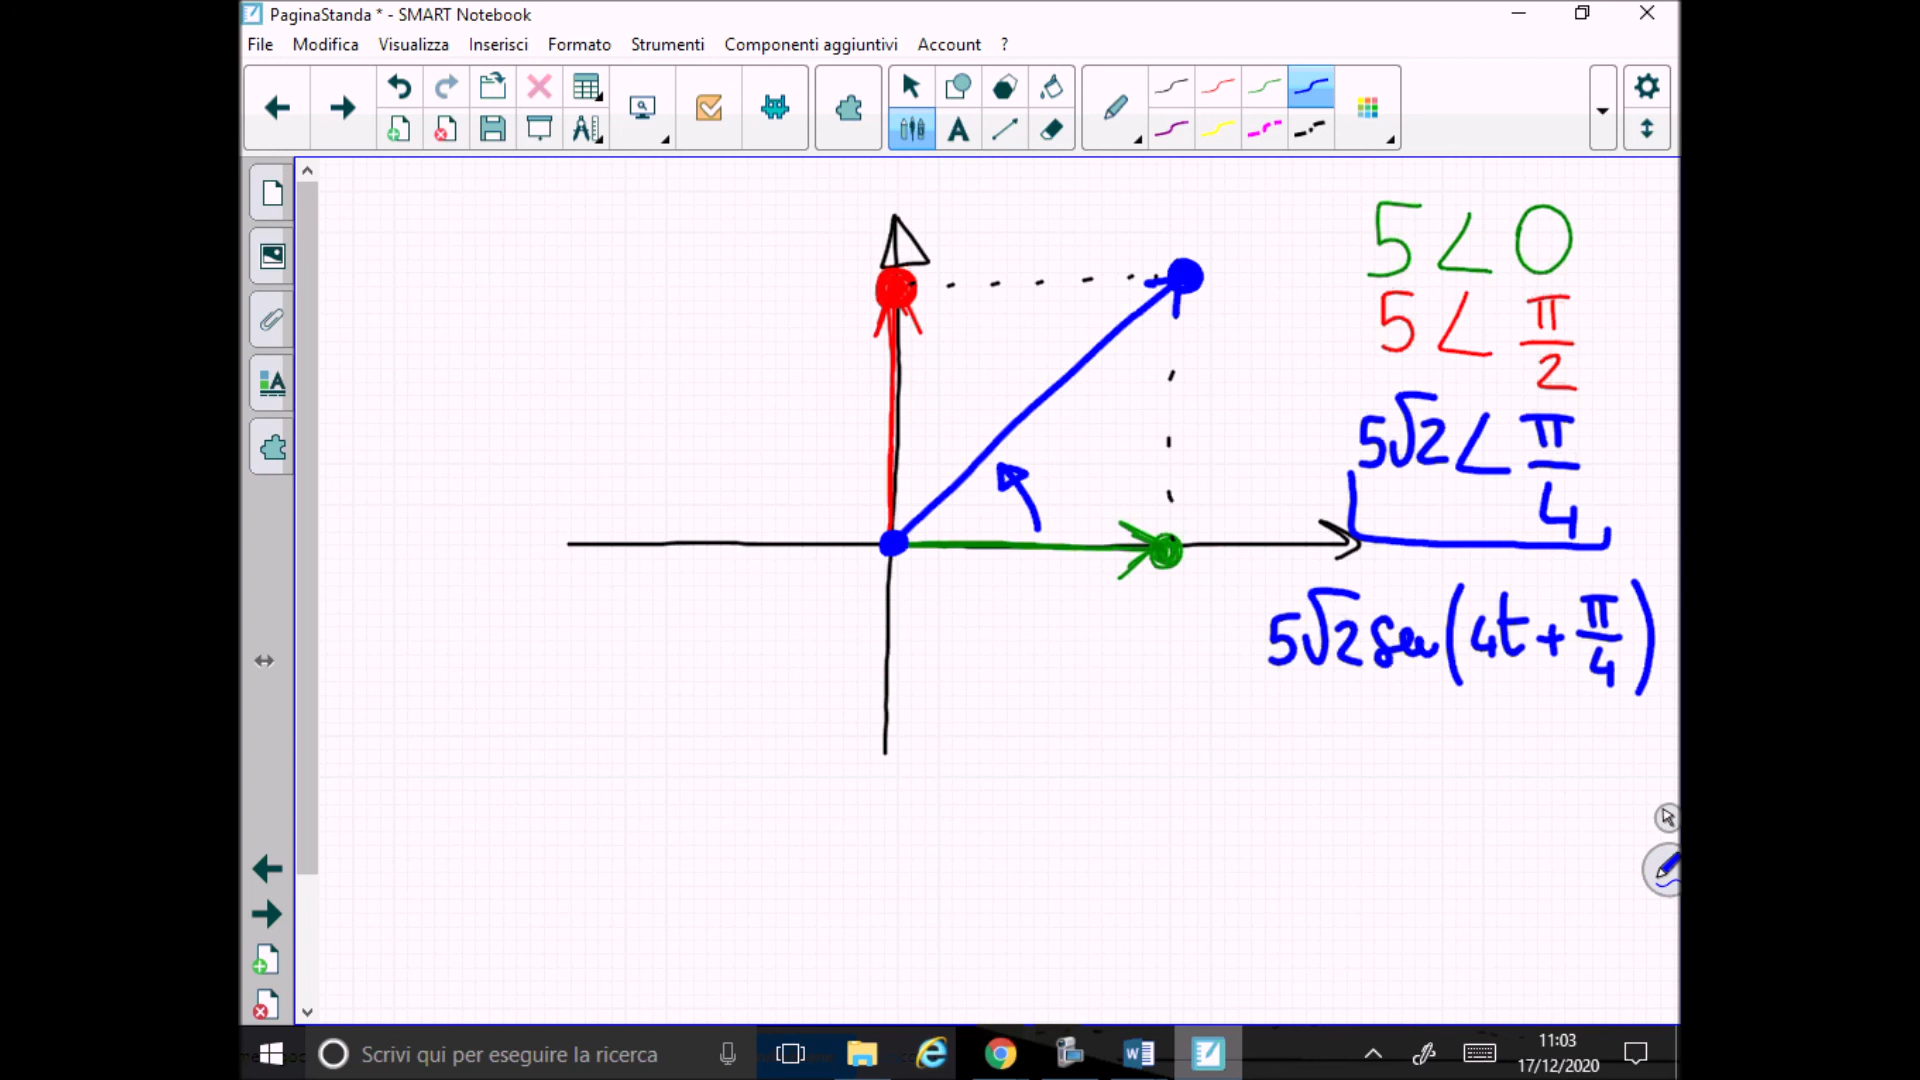 PaginaStanda * - SMART Notebook
File Modifica Visualizza Inserisci Formato Strumenti Componenti aggiuntivi Account ?
5∠0
5∠π/2
5√2∠π/4
5√2 sen(4t+π/4)
Scrivi qui per eseguire la ricerca
11:03
17/12/2020